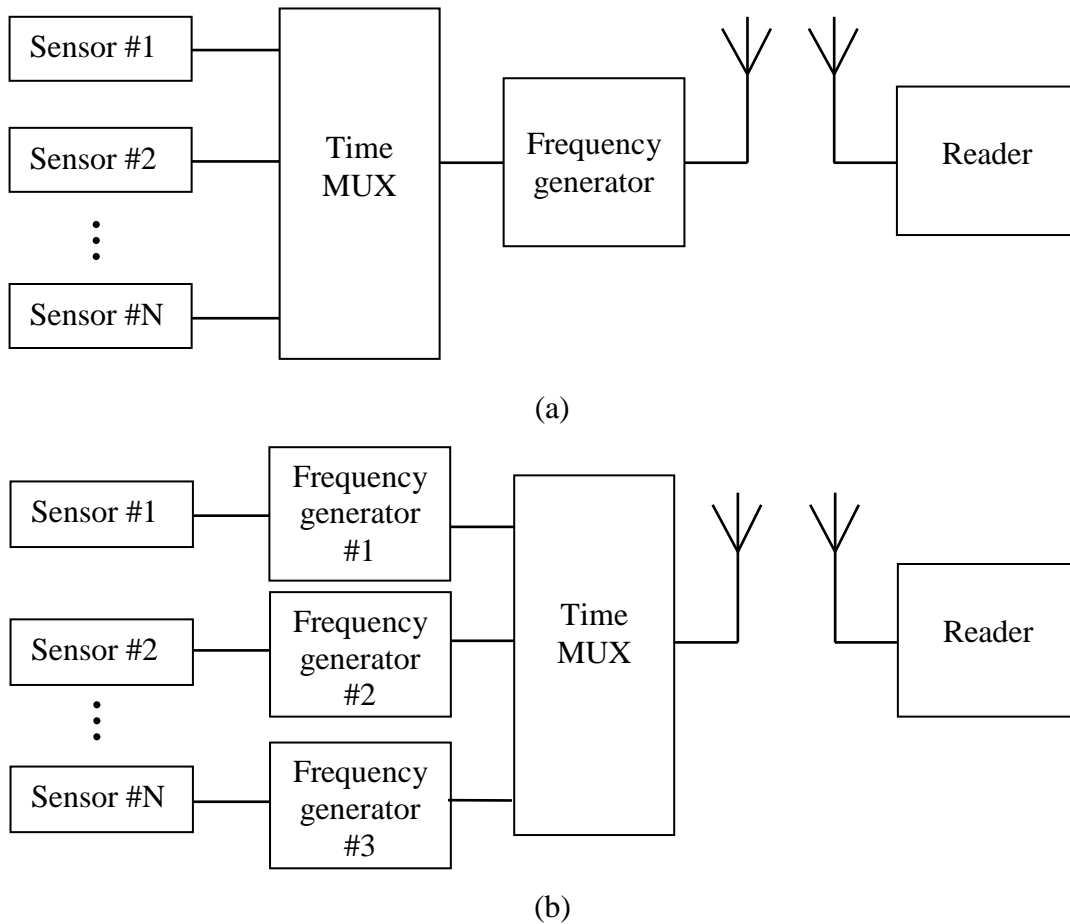 Sensor #1
Sensor #2
Sensor #N
Time
MUX
Frequency
generator
Reader
(a)
Sensor #1
Frequency
generator
#1
Sensor #2
Frequency
generator
#2
Sensor #N
Frequency
generator
#3
Time
MUX
Reader
(b)